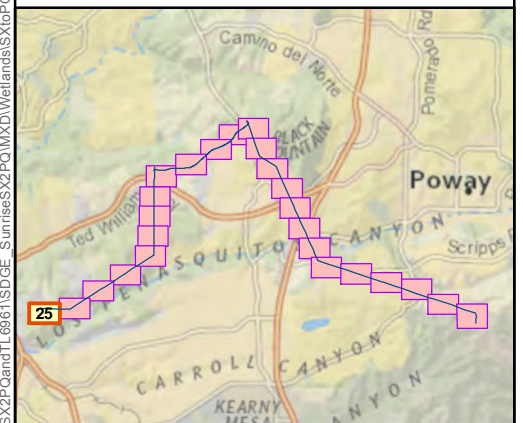 SX2PQandTL6961\SDGE_SunriseSX2PQ\MXD\Wetlands\SXtoPQ
Camino del Norte
Pomerado Rd
BLACK
MOUNTAIN
Poway
Ted William
LOS PENASQUITOS CANYON
Scripps P
25
CARROLL CANYON
KEARNY
MESA
CANYON